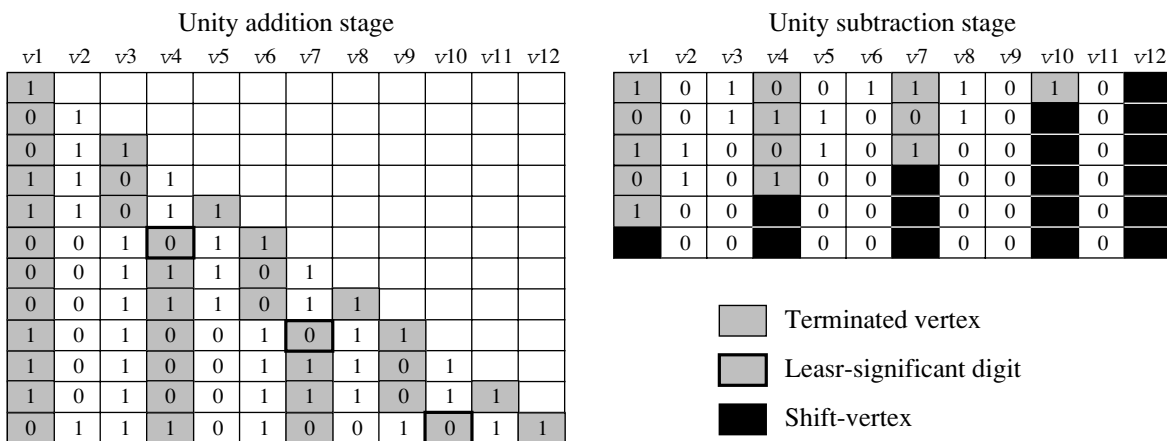 Unity addition stage
v1 v2 v3 v4 v5 v6 v7 v8 v9 v10 v11 v12
1
0 1
0 1 1
1 1 0 1
1 1 0 1 1
0 0 1 0 1 1
0 0 1 1 1 0 1
0 0 1 1 1 0 1 1
1 0 1 0 0 1 0 1 1
1 0 1 0 0 1 1 1 0 1
1 0 1 0 0 1 1 1 0 1 1
0 1 1 1 0 1 0 0 1 0 1 1
Unity subtraction stage
v1 v2 v3 v4 v5 v6 v7 v8 v9 v10 v11 v12
1 0 1 0 0 1 1 1 0 1 0
0 0 1 1 1 0 0 1 0 0
1 1 0 0 1 0 1 0 0 0
0 1 0 1 0 0 0 0 0
1 0 0 0 0 0 0 0
0 0 0 0 0 0 0
Terminated vertex
Leasr-significant digit
Shift-vertex